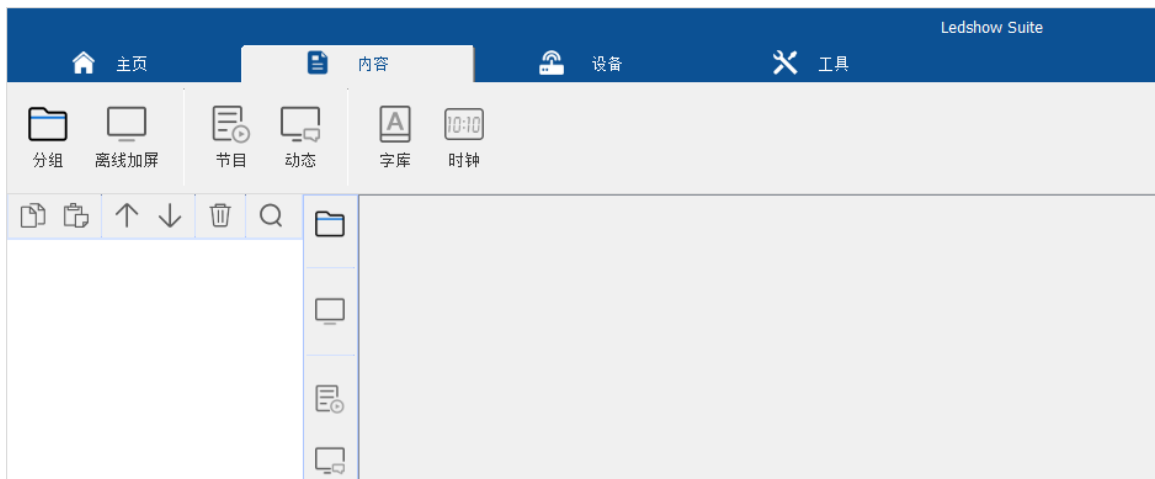 Ledshow Suite
主页 内容 设备 工具
A 10:10
分组 离线加屏 节目 动态 字库 时钟